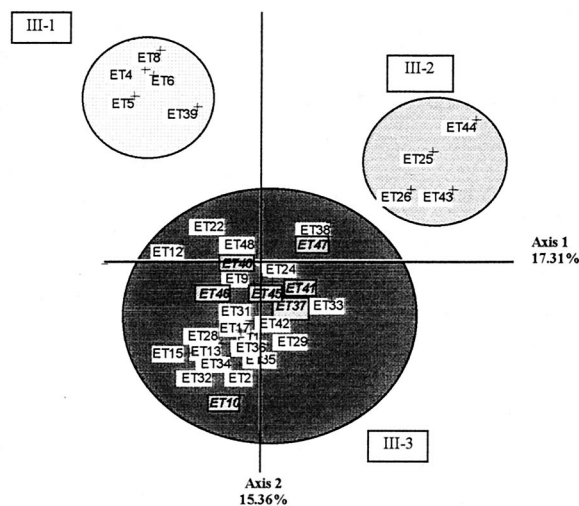 III-1
III-2
ET8
ET4
ET6
ET5
ET39
ET44
ET25
ET26
ET43
ET22
ET38
ET48
ET47
ET12
ET40
ET24
ET9
ET46
ET45
ET41
ET37
ET33
ET31
ET17
ET42
ET28
ET36
ET29
ET15
ET13
ET35
ET34
ET32
ET2
ET10
Axis 1
17.31%
III-3
Axis 2
15.36%